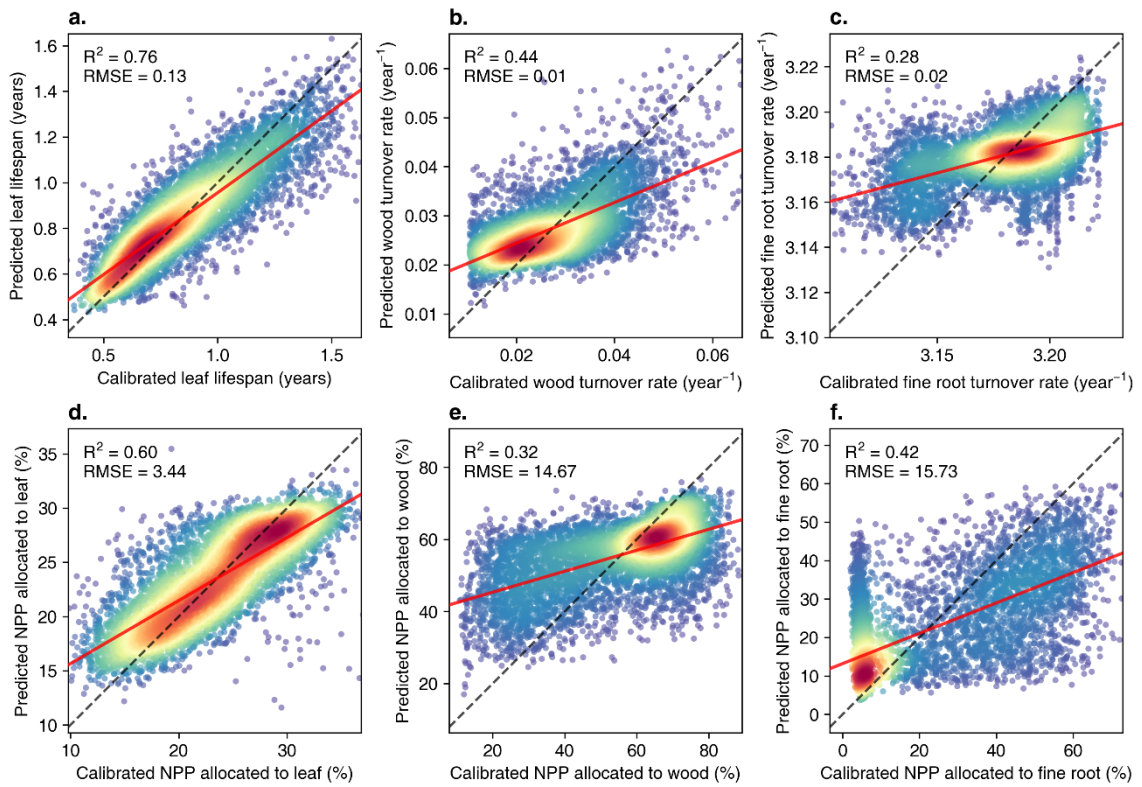 a.
R² = 0.76
RMSE = 0.13
Predicted leaf lifespan (years)
1.6
1.4
1.2
1.0
0.8
0.6
0.4
0.5
1.0
1.5
Calibrated leaf lifespan (years)
b.
R² = 0.44
RMSE = 0.01
Predicted wood turnover rate (year⁻¹)
0.06
0.05
0.04
0.03
0.02
0.01
0.02
0.04
0.06
Calibrated wood turnover rate (year⁻¹)
c.
R² = 0.28
RMSE = 0.02
Predicted fine root turnover rate (year⁻¹)
3.22
3.20
3.18
3.16
3.14
3.12
3.10
3.15
3.20
Calibrated fine root turnover rate (year⁻¹)
d.
R² = 0.60
RMSE = 3.44
Predicted NPP allocated to leaf (%)
35
30
25
20
15
10
10
20
30
Calibrated NPP allocated to leaf (%)
e.
R² = 0.32
RMSE = 14.67
Predicted NPP allocated to wood (%)
80
60
40
20
20
40
60
80
Calibrated NPP allocated to wood (%)
f.
R² = 0.42
RMSE = 15.73
Predicted NPP allocated to fine root (%)
70
60
50
40
30
20
10
0
0
20
40
60
Calibrated NPP allocated to fine root (%)